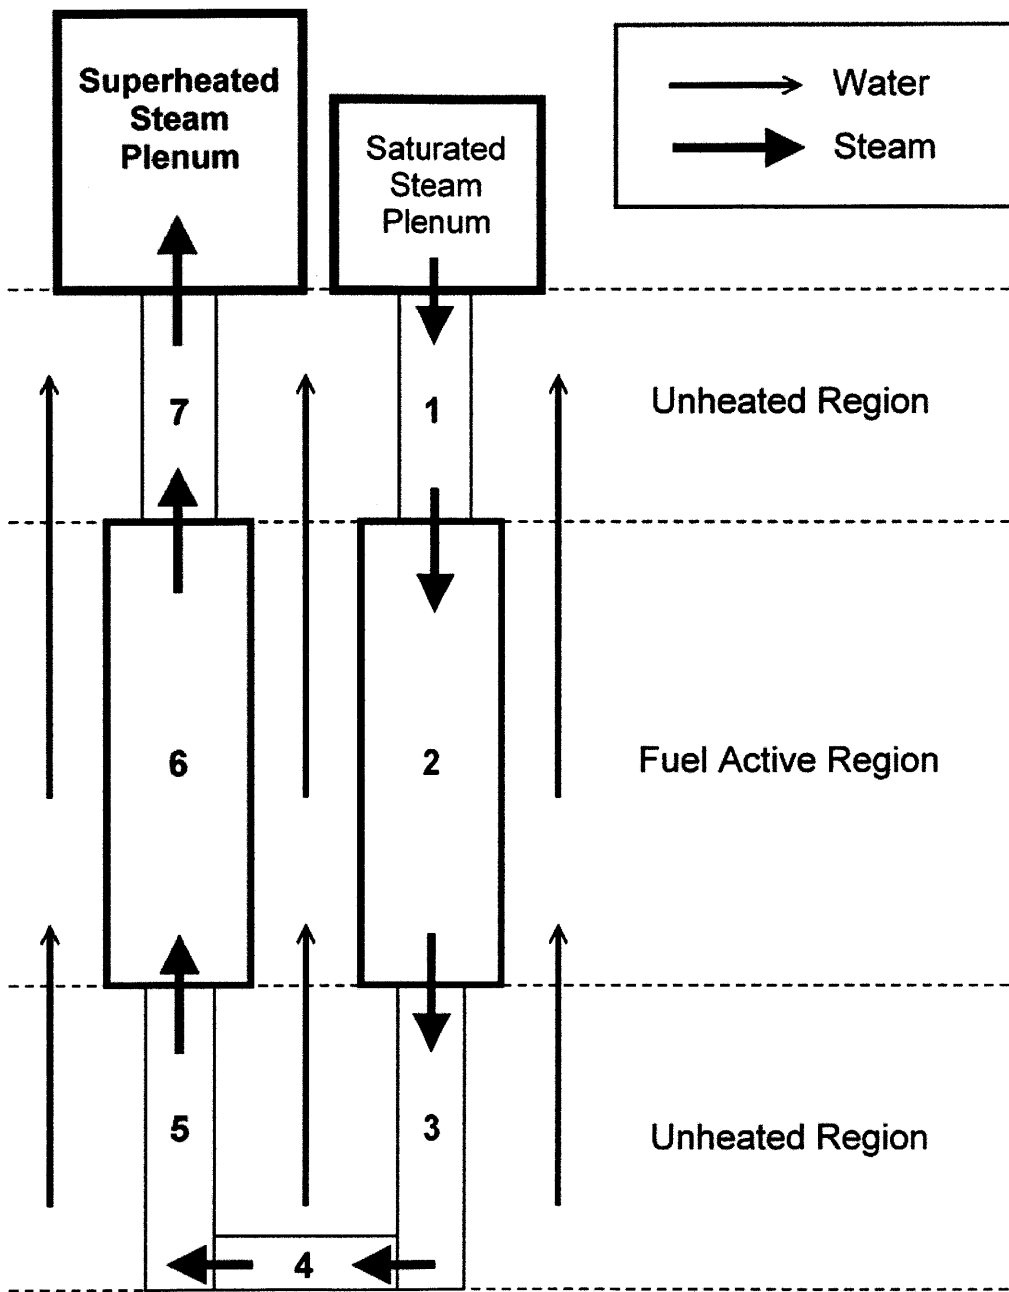 Superheated
Steam
Plenum
Saturated
Steam
Plenum
Water
Steam
7
1
Unheated Region
6
2
Fuel Active Region
5
3
Unheated Region
4